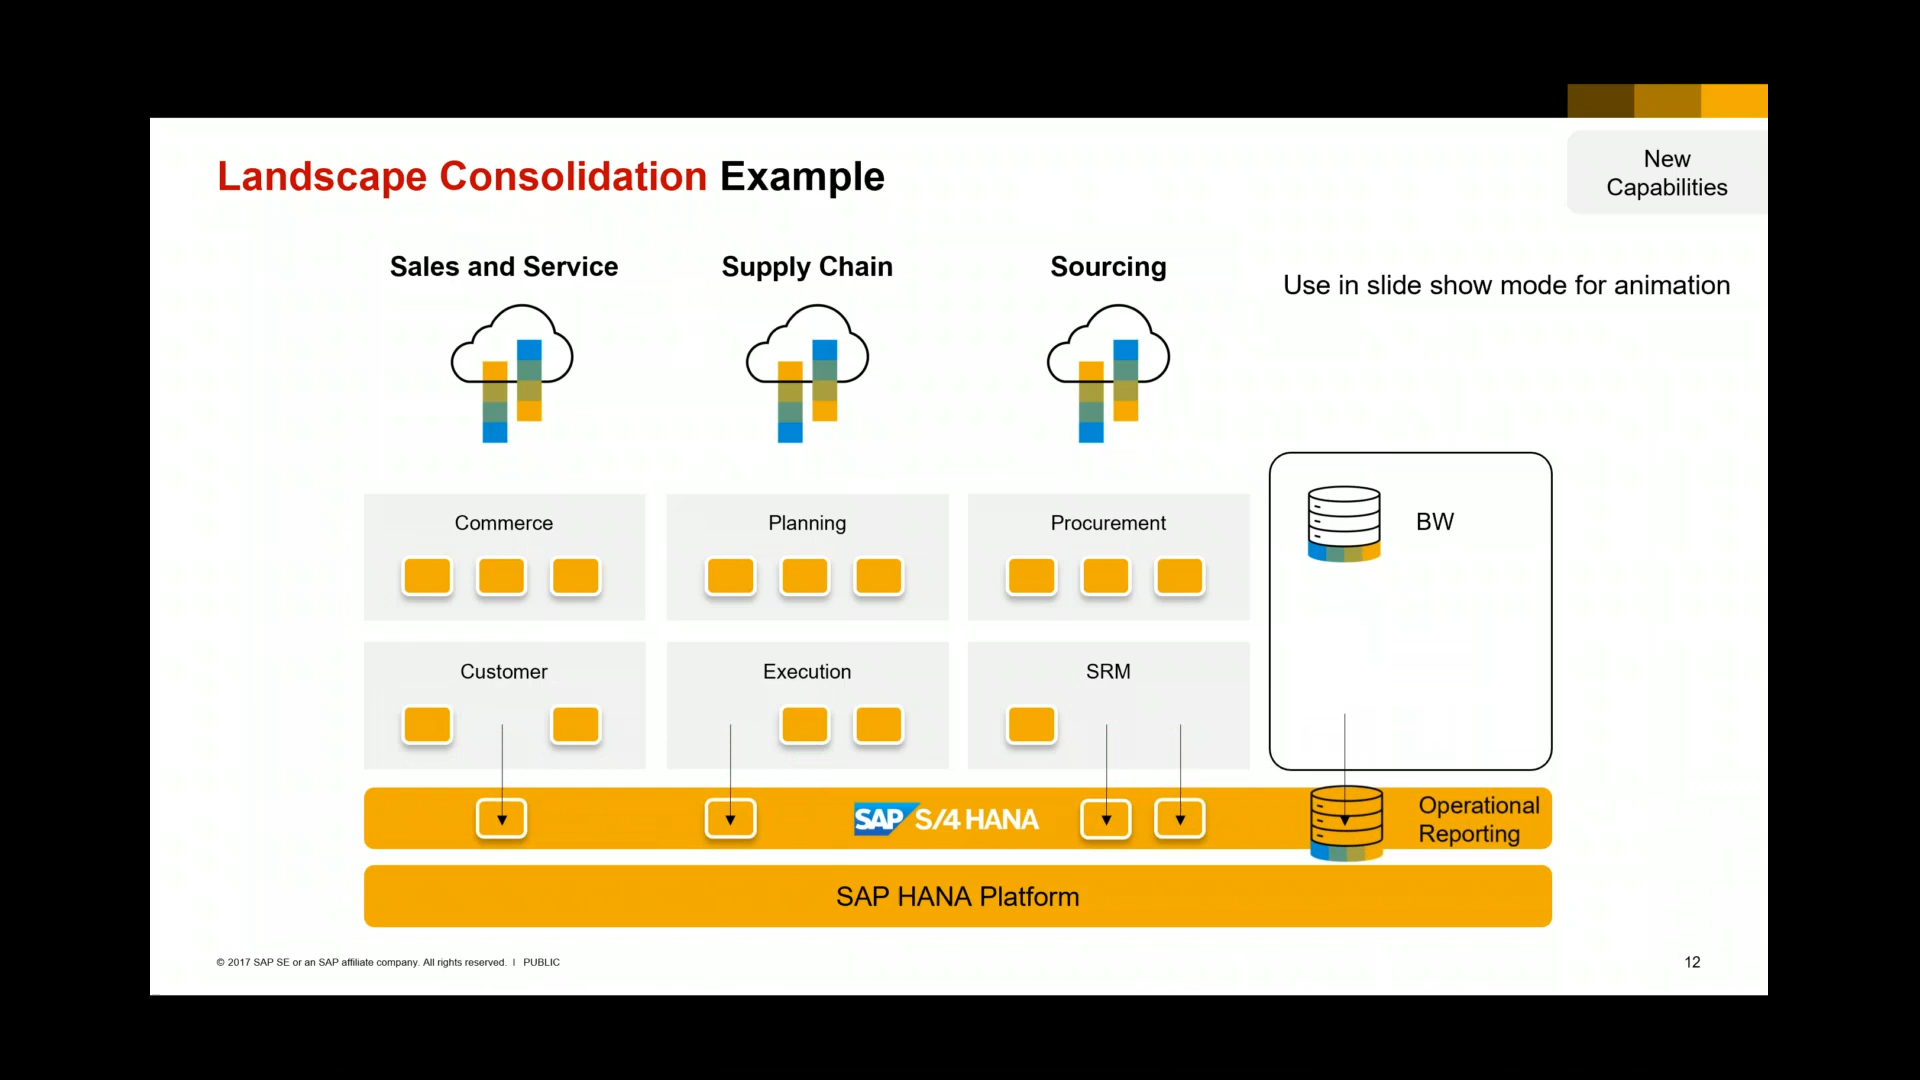 New
Capabilities
Landscape Consolidation Example
Sales and Service
Supply Chain
Sourcing
Use in slide show mode for animation
Commerce
Planning
Procurement
BW
Customer
Execution
SRM
SAP S/4 HANA
Operational
Reporting
SAP HANA Platform
© 2017 SAP SE or an SAP affiliate company. All rights reserved. I PUBLIC
12